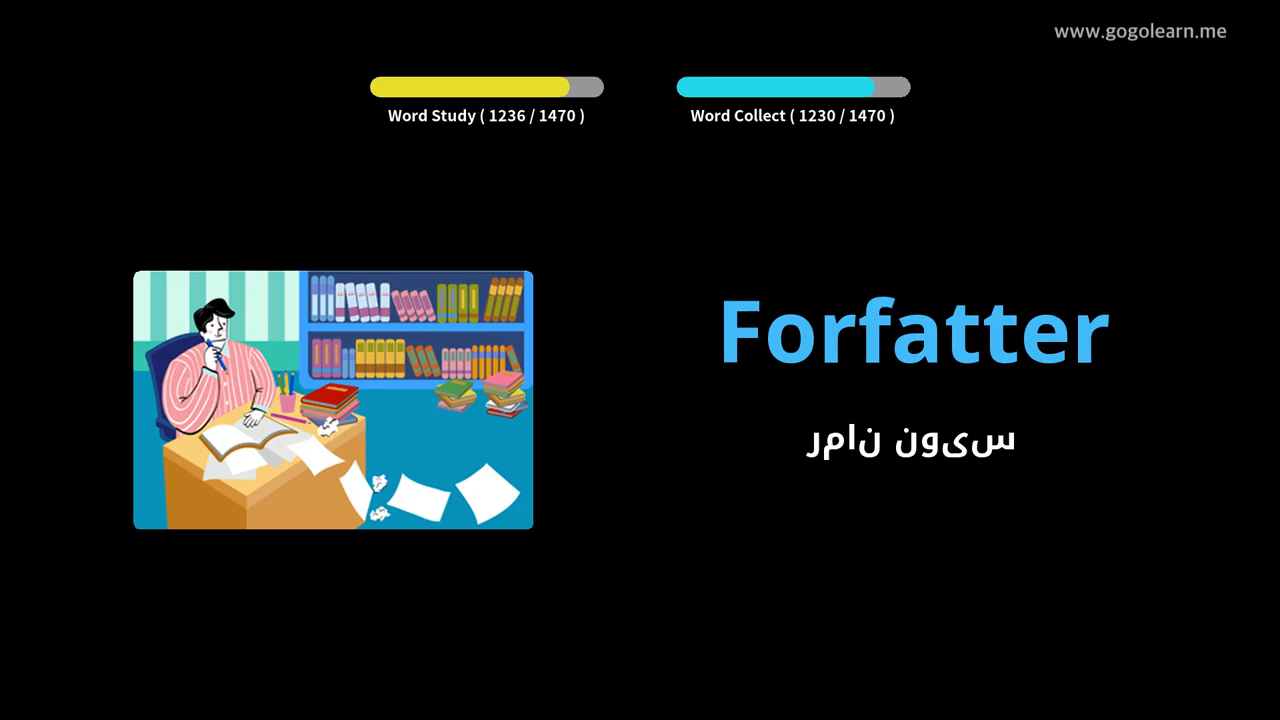 www.gogolearn.me
Word Study ( 1236 / 1470 )
Word Collect ( 1230 / 1470 )
Forfatter
رمان نویس